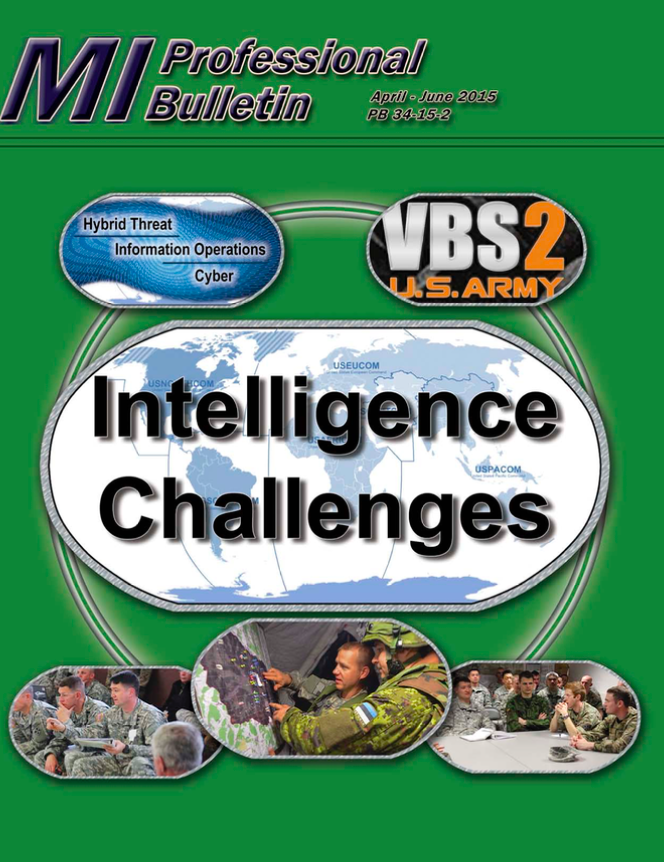 MI Professional
Bulletin
April - June 2015
PB 34-15-2
Hybrid Threat
Information Operations
Cyber
VBS2
U.S. ARMY
USEUCOM
Intelligence
Challenges
USPACOM